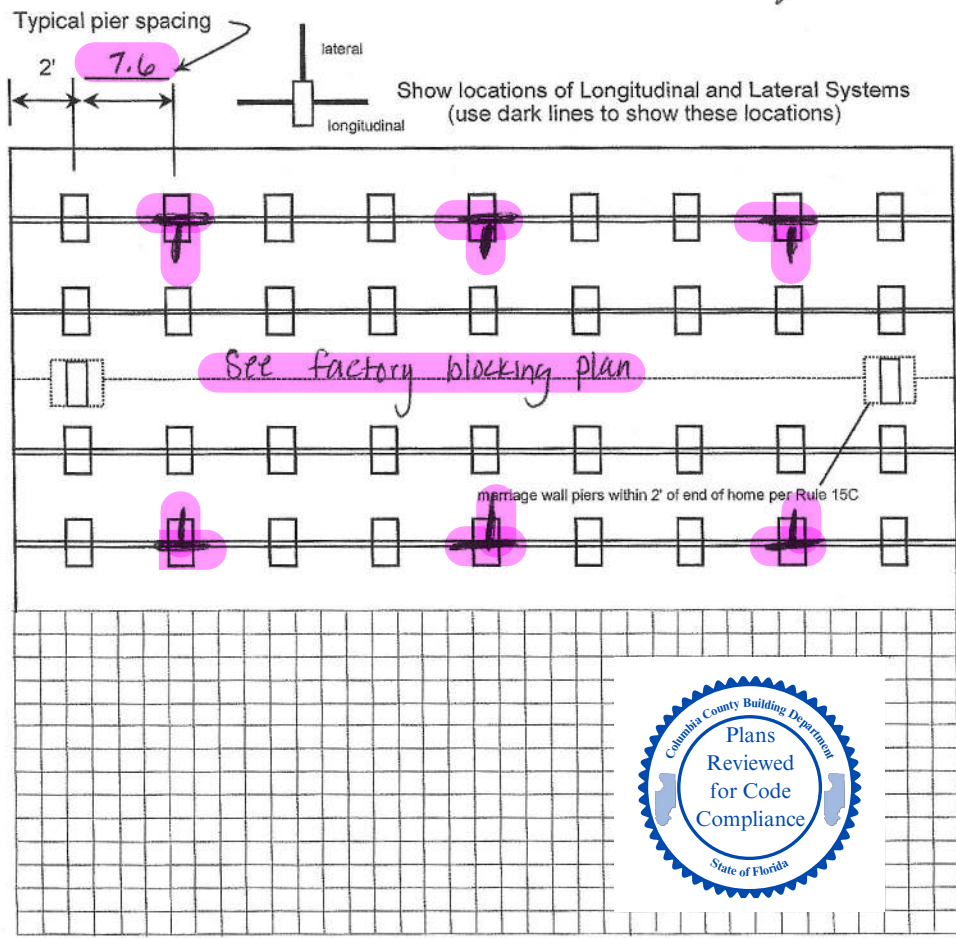 Typical pier spacing
2'
7.6
lateral
longitudinal
Show locations of Longitudinal and Lateral Systems
(use dark lines to show these locations)
See factory blocking plan
marriage wall piers within 2' of end of home per Rule 15C
Columbia County Building Department
Plans
Reviewed
for Code
Compliance
State of Florida